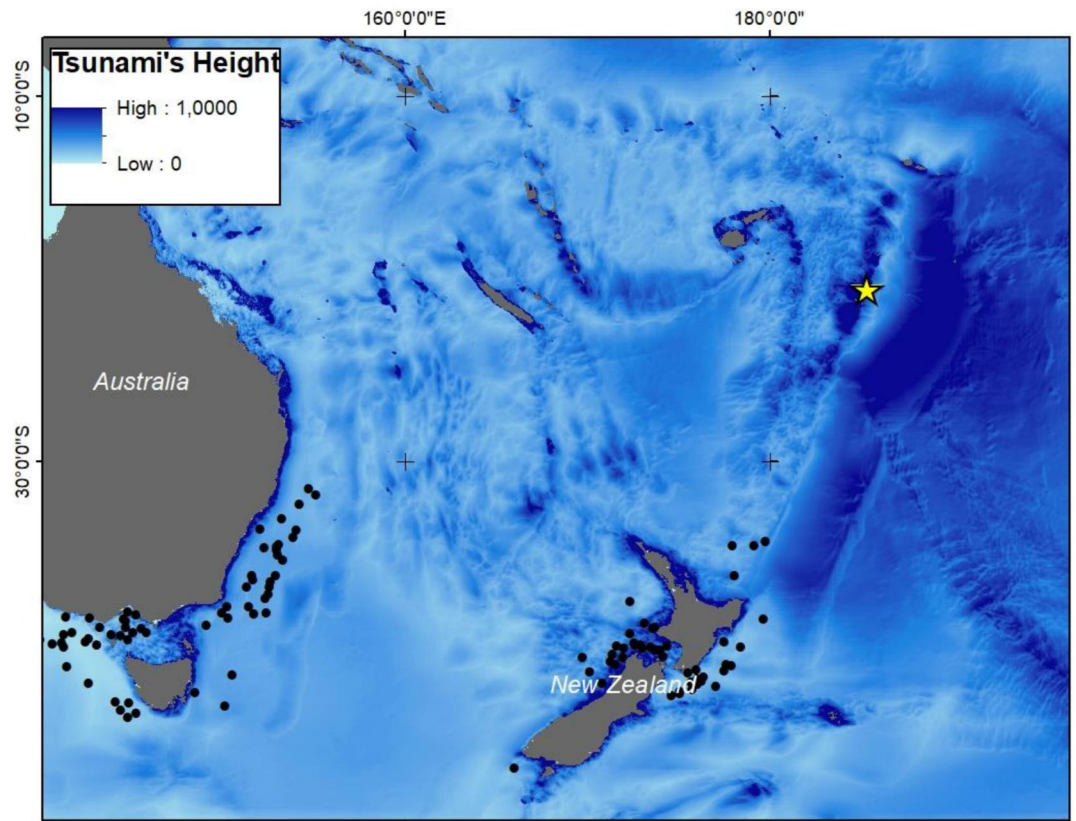 160°0'0"E
180°0'0"
Tsunami's Height
High : 1,0000
Low : 0
10°0'0"S
Australia
30°0'0"S
New Zealand